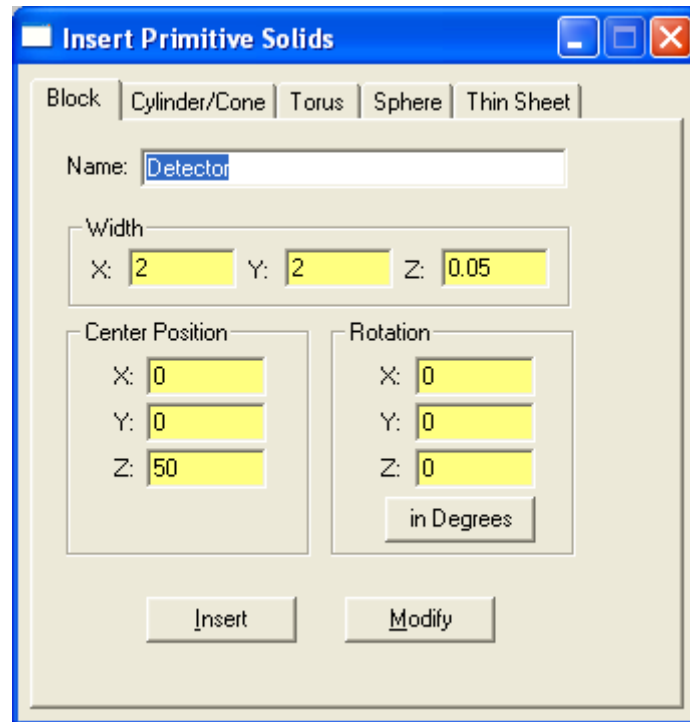 Insert Primitive Solids
Block Cylinder/Cone Torus Sphere Thin Sheet
Name: Detector
Width
X: 2 Y: 2 Z: 0.05
Center Position
X: 0
Y: 0
Z: 50
Rotation
X: 0
Y: 0
Z: 0
in Degrees
Insert Modify